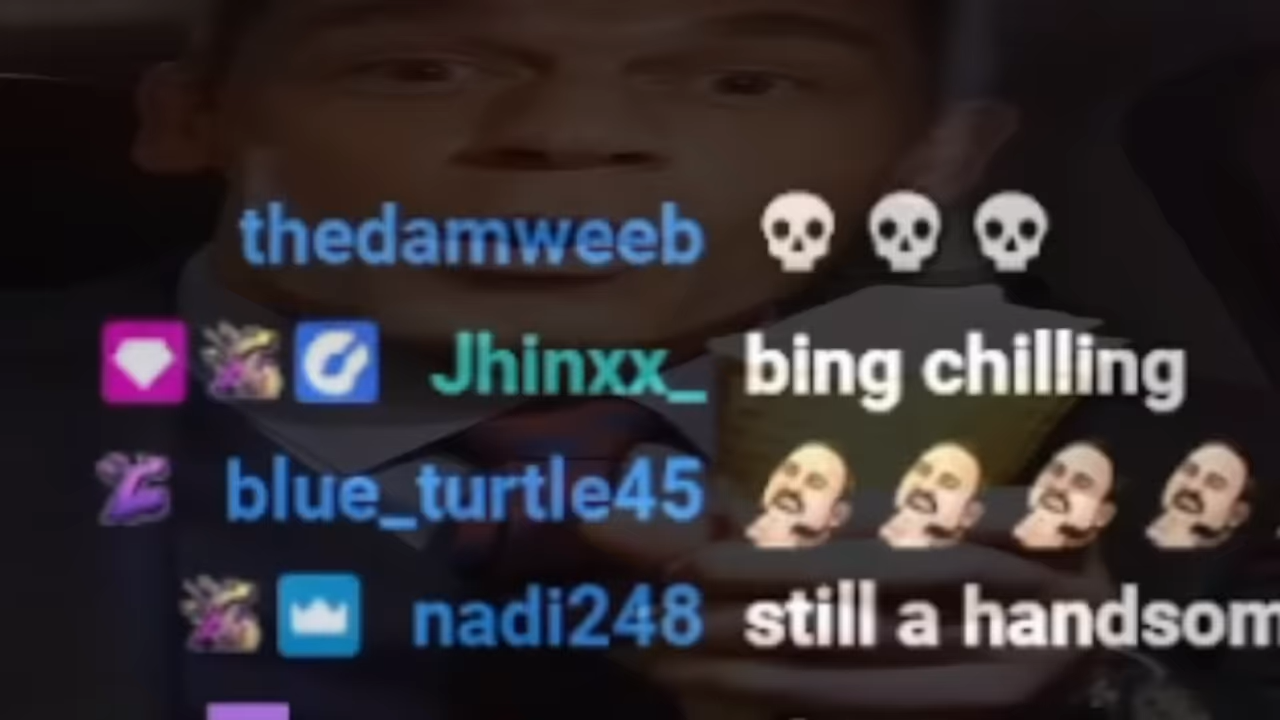 thedamweeb 💀 💀 💀
Jhinxx_ bing chilling
blue_turtle45
nadi248 still a handsom